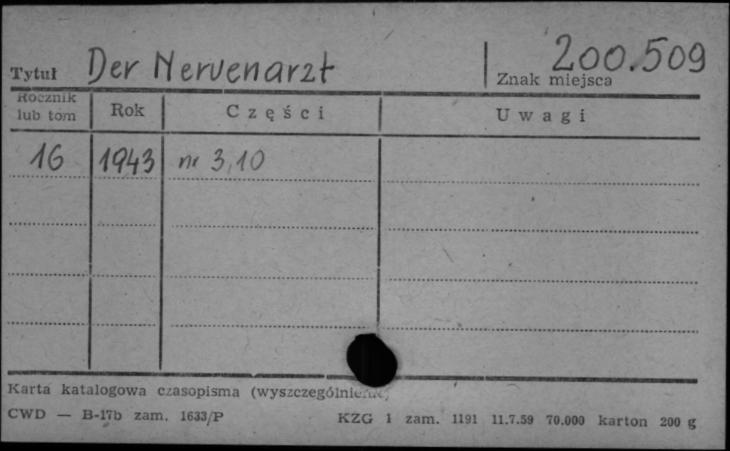 Tytuł Der Nervenarzt 200.509
Znak miejsca
Rocznik lub tom Rok Części Uwagi
16 1943 nr 3,10
Karta katalogowa czasopisma (wyszczególnienie)
CWD — B-17b zam. 1633/P KZG 1 zam. 1191 11.7.59 70.000 karton 200 g